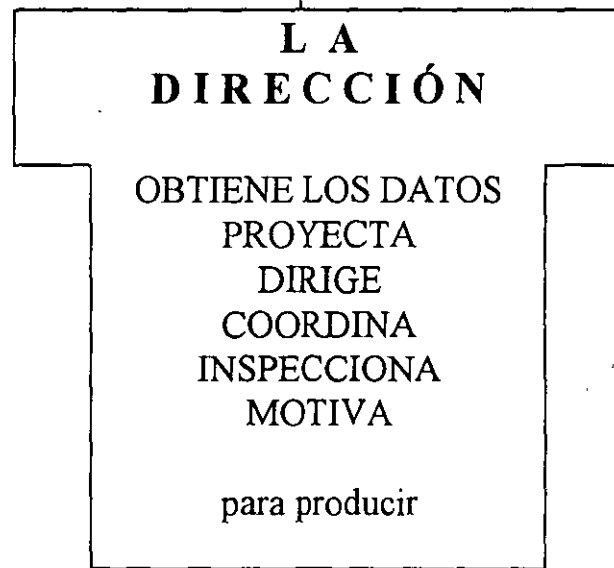 L A
DIRECCIÓN
OBTIENE LOS DATOS
PROYECTA
DIRIGE
COORDINA
INSPECCIONA
MOTIVA
para producir